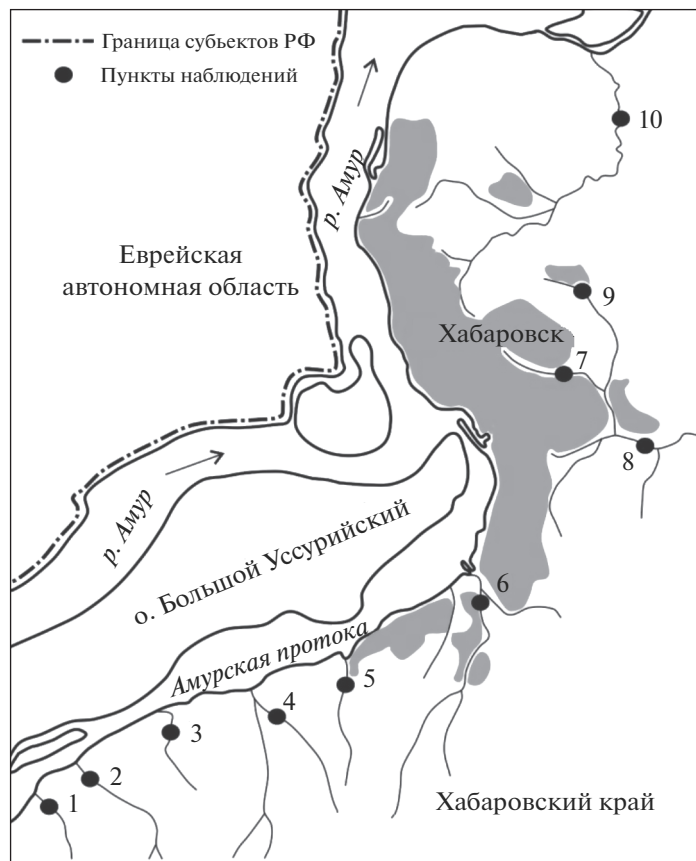 Граница субъектов РФ
Пункты наблюдений
10
р. Амур
Еврейская
автономная область
9
Хабаровск
7
8
р. Амур
о. Большой Уссурийский
6
Амурская протока
5
4
3
2
1
Хабаровский край